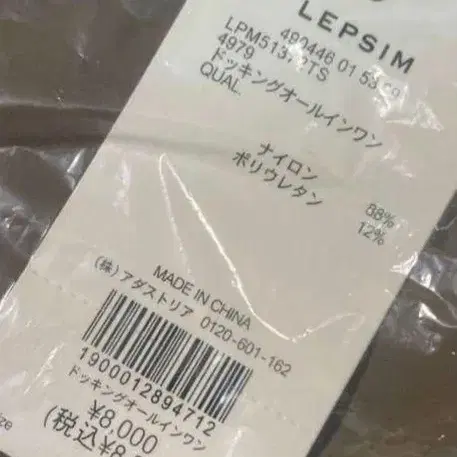 LEPSIM
490446 01 53
4979
ドッキングオールインワン
QUAL
ナイロン 88%
ポリウレタン 12%
MADE IN CHINA
(株)アダストリア 0120-601-162
1900012894712
ドッキングオールインワン
¥8,000
(税込¥8